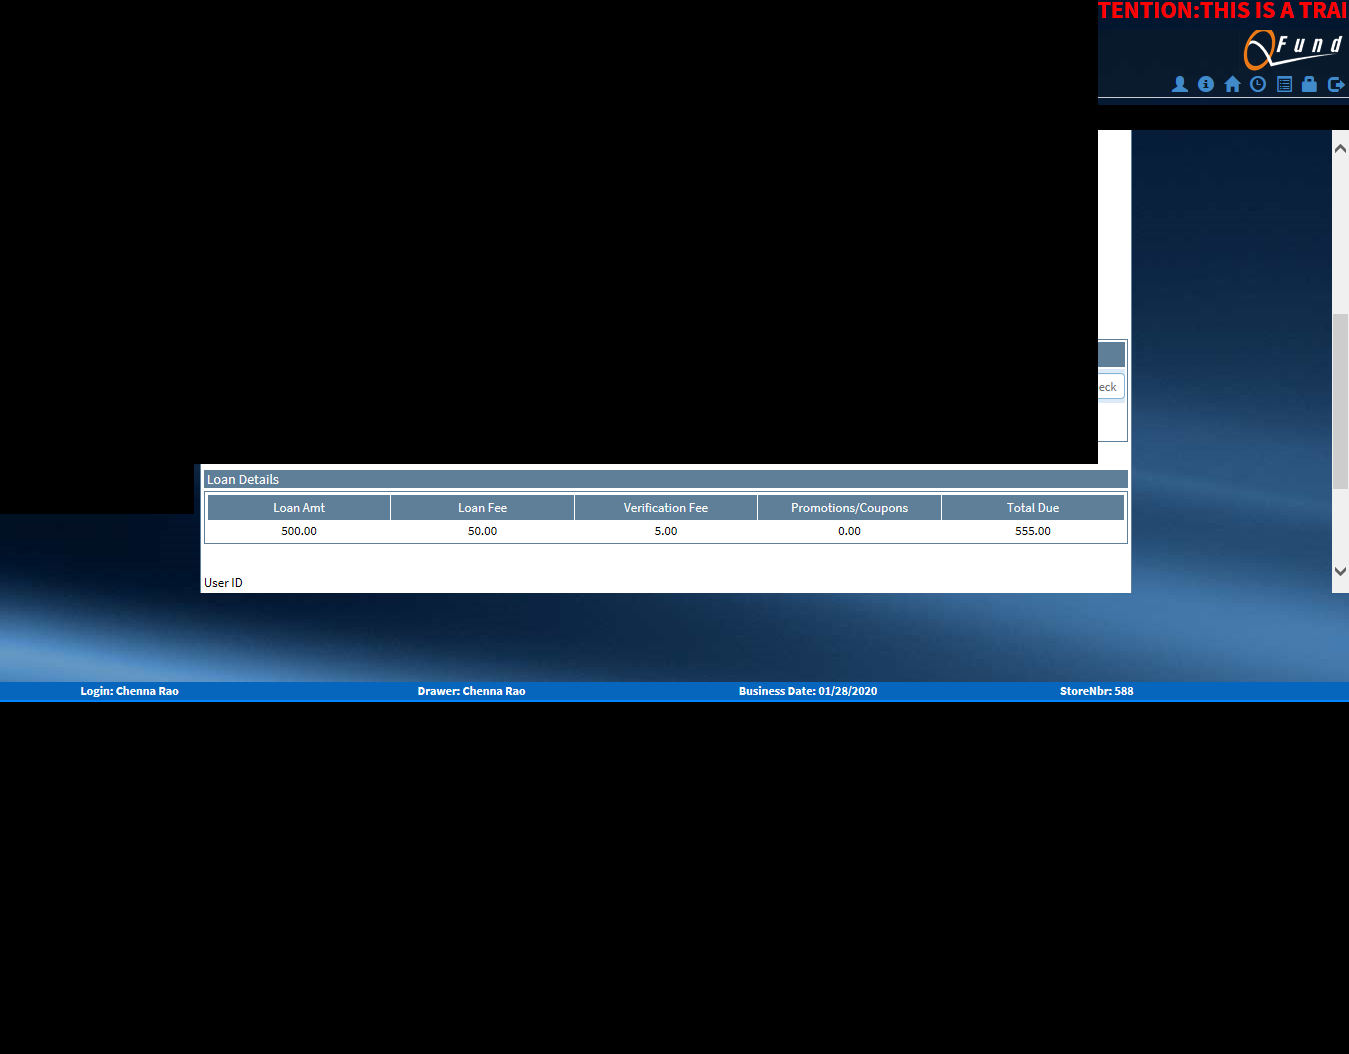 TENTION:THIS IS A TRAI
Fund
eck
Loan Details
Loan Amt Loan Fee Verification Fee Promotions/Coupons Total Due
500.00 50.00 5.00 0.00 555.00
User ID
Login: Chenna Rao Drawer: Chenna Rao Business Date: 01/28/2020 StoreNbr: 588